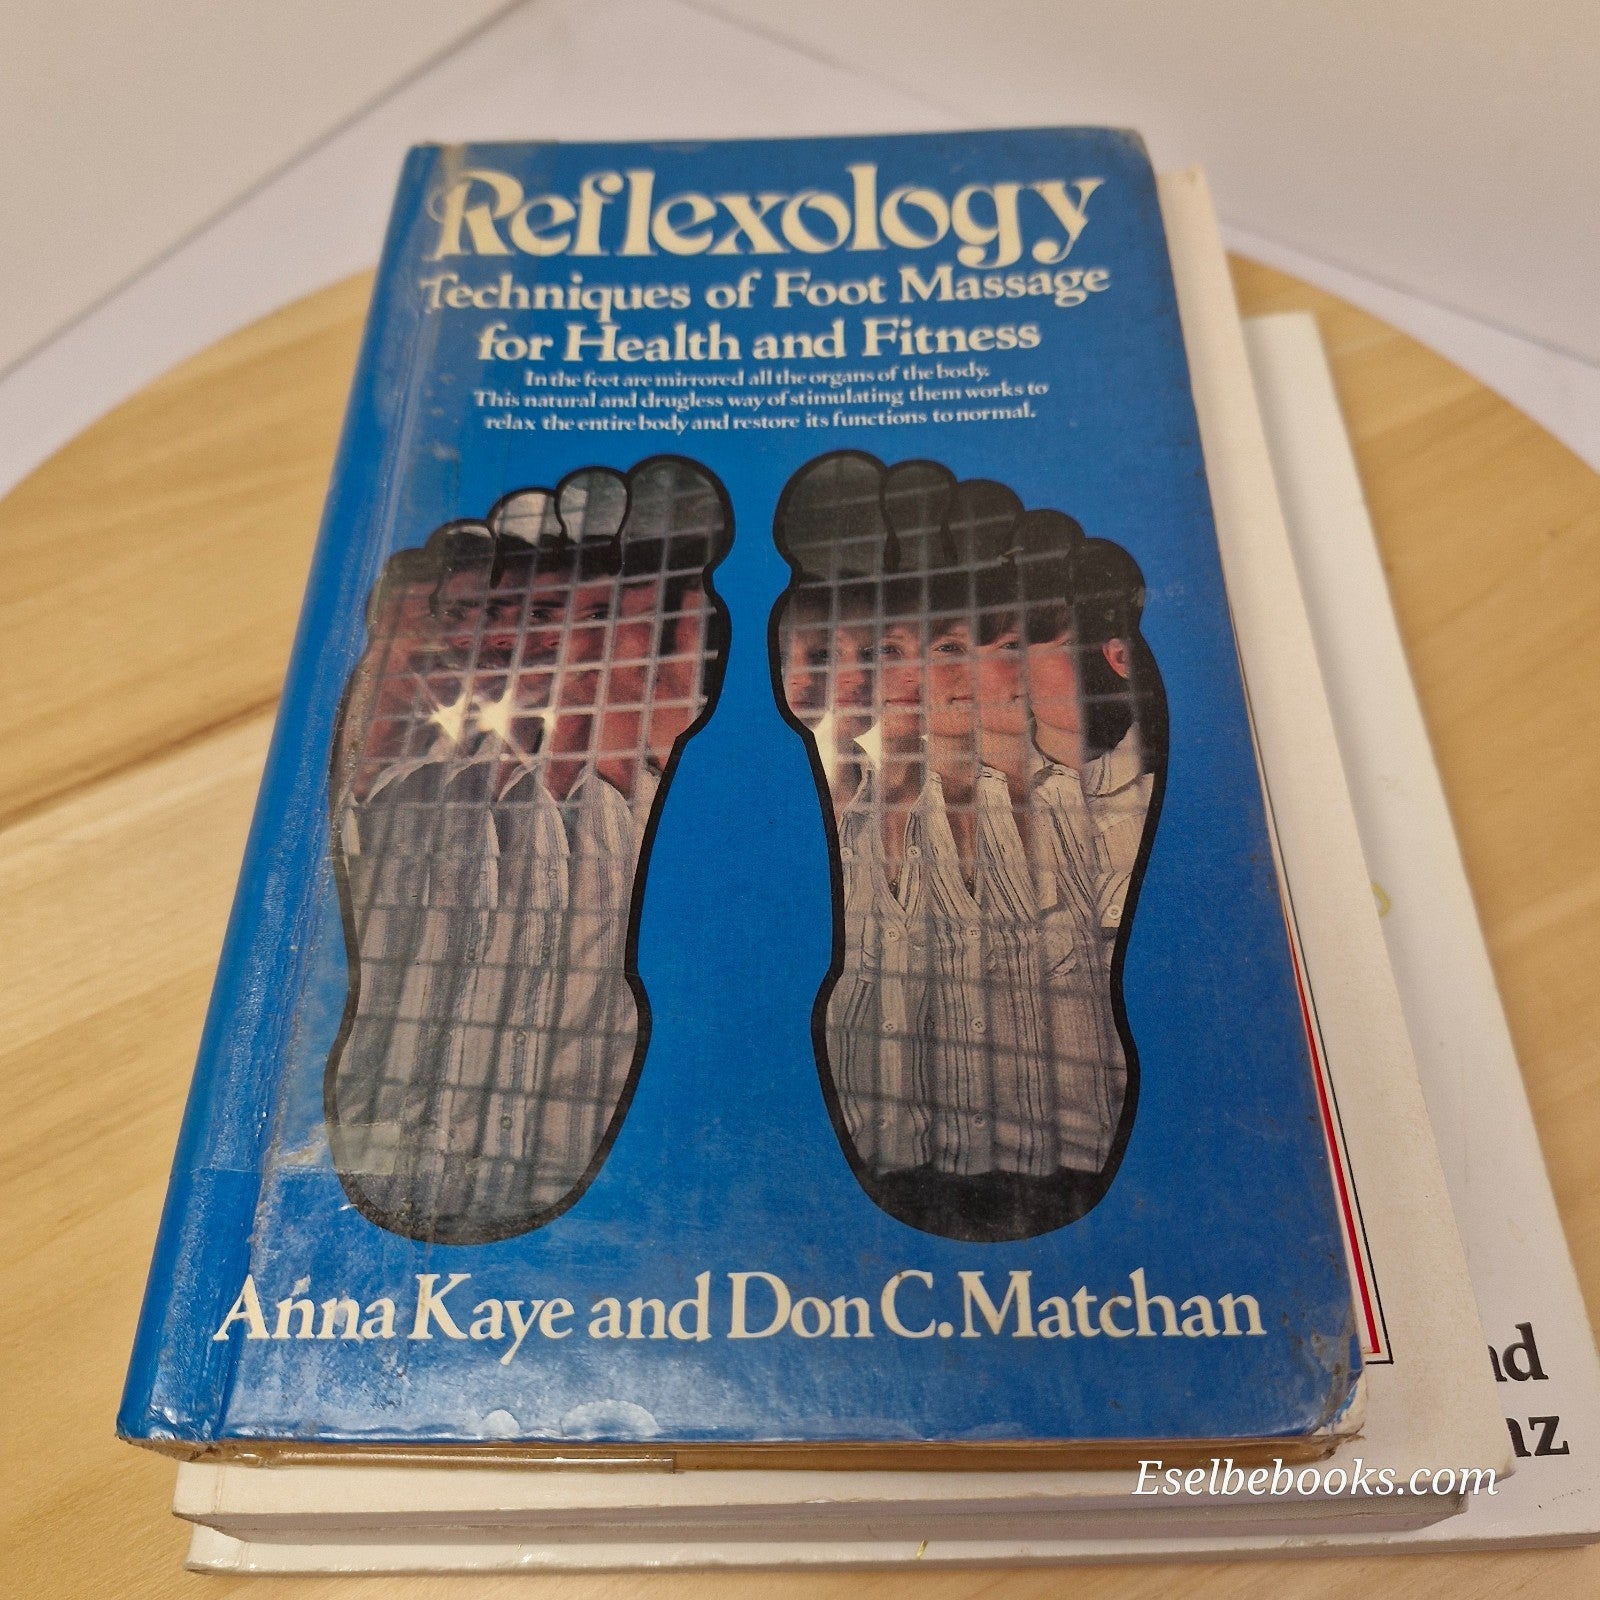 Reflexology
Techniques of Foot Massage
for Health and Fitness
In the feet are mirrored all the organs of the body.
This natural and drugless way of stimulating them works to
relax the entire body and restore its functions to normal.
Anna Kaye and Don C. Matchan
Eselbebooks.com